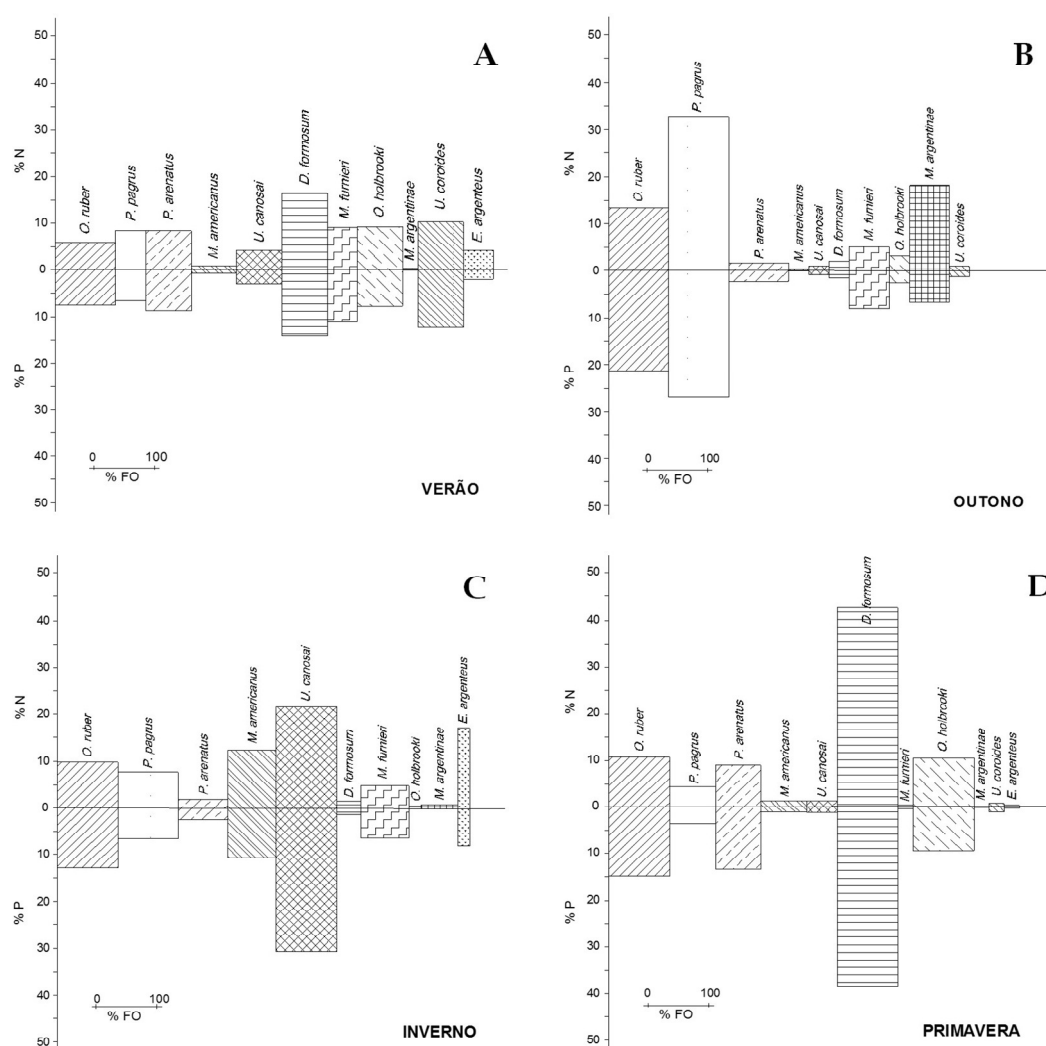 A
50
40
30
20
10
0
10
20
30
40
50
% N
% P
O. ruber
P. pagrus
P. arenatus
M. americanus
U. canosai
D. formosum
M. furnieri
O. holbrooki
M. argentinae
U. coroides
E. argenteus
0 100
% FO
VERÃO
B
50
40
30
20
10
0
10
20
30
40
50
% N
% P
O. ruber
P. pagrus
P. arenatus
M. americanus
U. canosai
D. formosum
M. furnieri
O. holbrooki
M. argentinae
U. coroides
0 100
% FO
OUTONO
C
50
40
30
20
10
0
10
20
30
40
50
% N
% P
O. ruber
P. pagrus
P. arenatus
M. americanus
U. canosai
D. formosum
M. furnieri
O. holbrooki
M. argentinae
E. argenteus
0 100
% FO
INVERNO
D
50
40
30
20
10
0
10
20
30
40
50
% N
% P
O. ruber
P. pagrus
P. arenatus
M. americanus
U. canosai
D. formosum
M. furnieri
O. holbrooki
M. argentinae
U. coroides
E. argenteus
0 100
% FO
PRIMAVERA